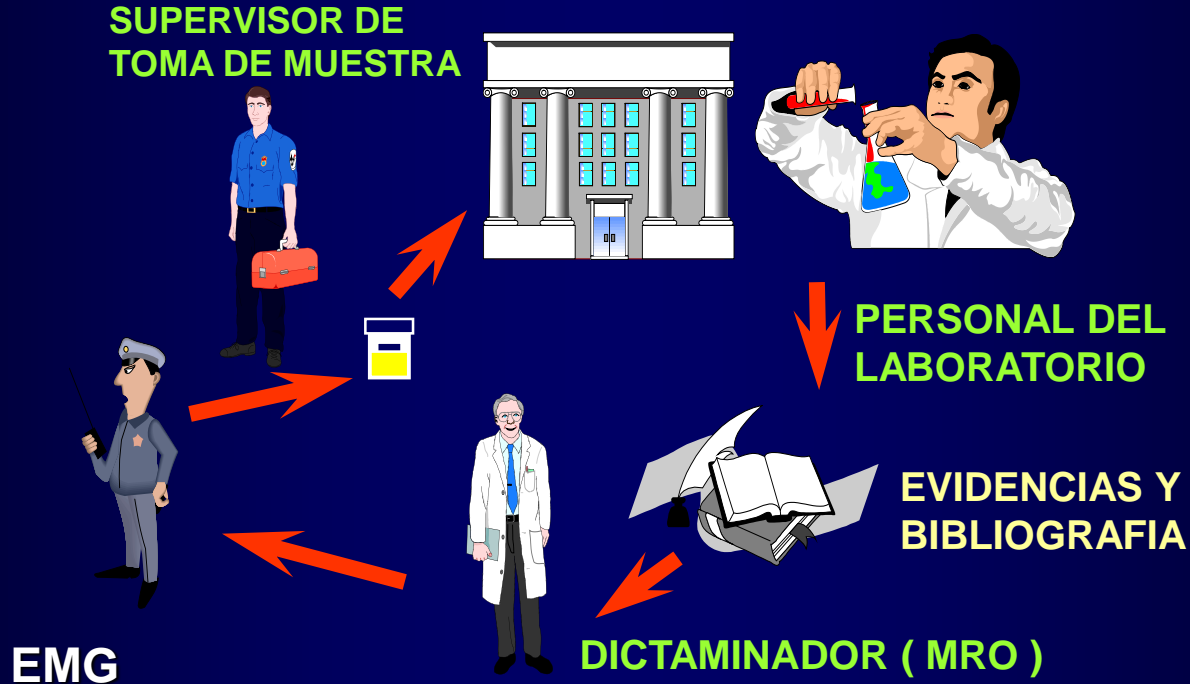 SUPERVISOR DE
TOMA DE MUESTRA
PERSONAL DEL
LABORATORIO
EVIDENCIAS Y
BIBLIOGRAFIA
DICTAMINADOR ( MRO )
EMG